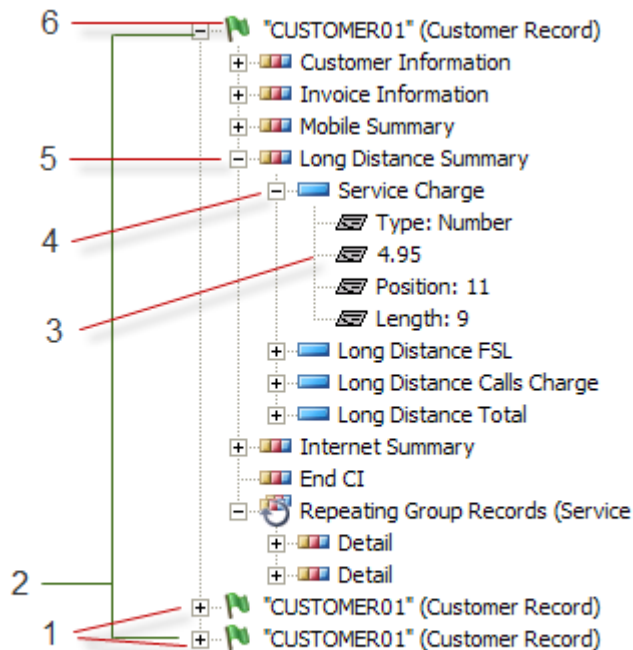 6 "CUSTOMER01" (Customer Record)
Customer Information
Invoice Information
Mobile Summary
5 Long Distance Summary
Service Charge
4 Type: Number
4.95
Position: 11
3 Length: 9
Long Distance FSL
Long Distance Calls Charge
Long Distance Total
Internet Summary
End CI
Repeating Group Records (Service
Detail
2 Detail
"CUSTOMER01" (Customer Record)
1 "CUSTOMER01" (Customer Record)